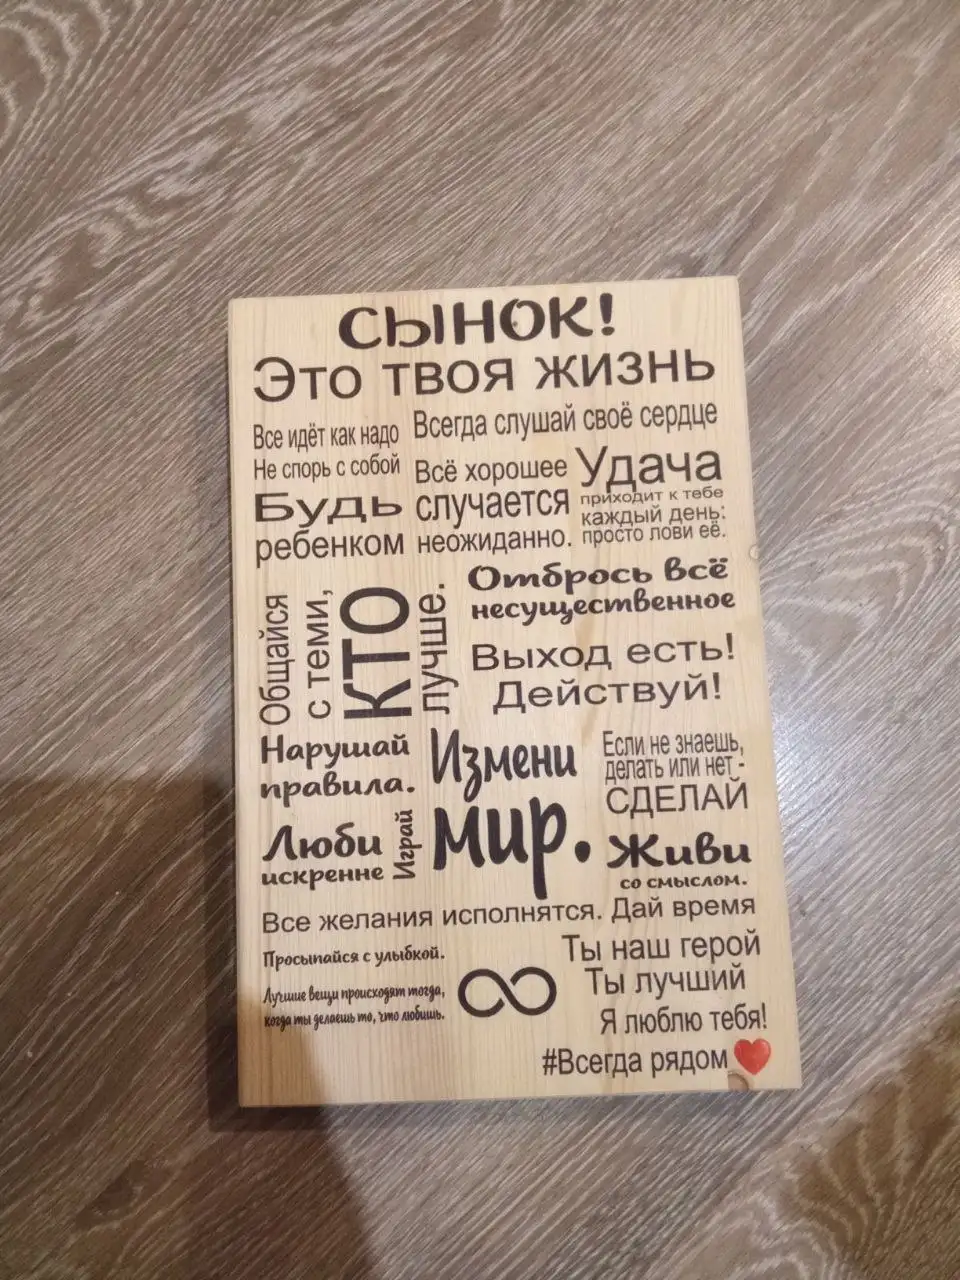 СЫНОК!
Это твоя жизнь
Все идёт как надо
Не спорь с собой
Будь
ребенком
Всегда слушай своё сердце
Всё хорошее
случается
неожиданно.
Удача
приходит к тебе
каждый день:
просто лови её.
Общайся
с теми,
КТО
лучше.
Отбрось всё
несущественное
Выход есть!
Действуй!
Нарушай
правила.
Измени
мир.
Если не знаешь,
делать или нет -
СДЕЛАЙ
Люби
искренне
Играй
Живи
со смыслом.
Все желания исполнятся. Дай время
Просыпайся с улыбкой.
Лучшие вещи происходят тогда,
когда ты делаешь то, что любишь.
Ты наш герой
Ты лучший
Я люблю тебя!
#Всегда рядом